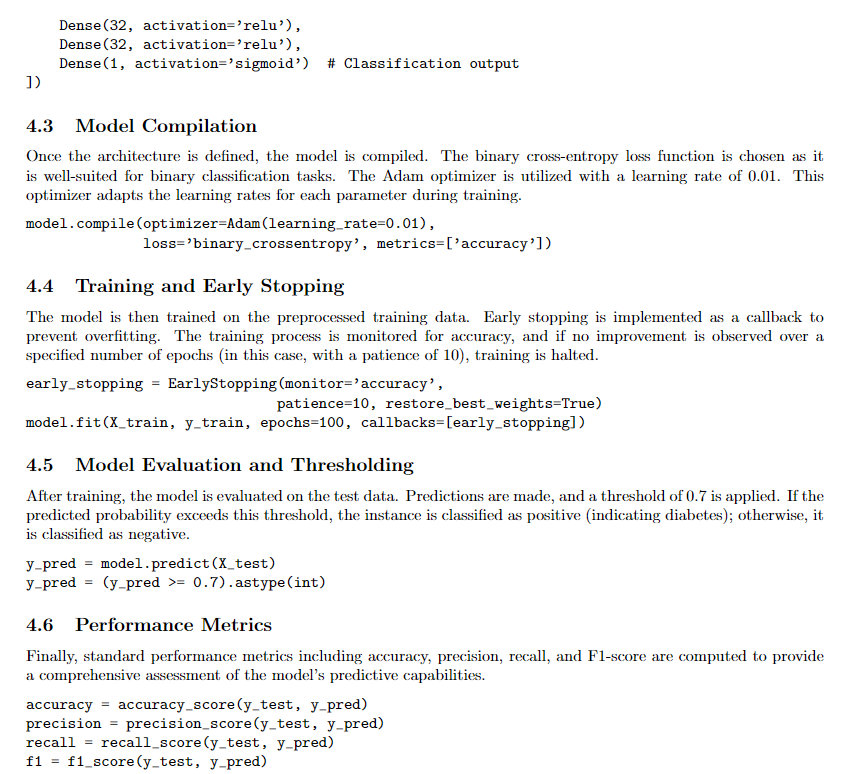 Dense(32, activation=’relu’),
    Dense(32, activation=’relu’),
    Dense(1, activation=’sigmoid’)  # Classification output
])
4.3 Model Compilation
Once the architecture is defined, the model is compiled. The binary cross-entropy loss function is chosen as it
is well-suited for binary classification tasks. The Adam optimizer is utilized with a learning rate of 0.01. This
optimizer adapts the learning rates for each parameter during training.
model.compile(optimizer=Adam(learning_rate=0.01),
              loss=’binary_crossentropy’, metrics=[’accuracy’])
4.4 Training and Early Stopping
The model is then trained on the preprocessed training data. Early stopping is implemented as a callback to
prevent overfitting. The training process is monitored for accuracy, and if no improvement is observed over a
specified number of epochs (in this case, with a patience of 10), training is halted.
early_stopping = EarlyStopping(monitor=’accuracy’,
                              patience=10, restore_best_weights=True)
model.fit(X_train, y_train, epochs=100, callbacks=[early_stopping])
4.5 Model Evaluation and Thresholding
After training, the model is evaluated on the test data. Predictions are made, and a threshold of 0.7 is applied. If the
predicted probability exceeds this threshold, the instance is classified as positive (indicating diabetes); otherwise, it
is classified as negative.
y_pred = model.predict(X_test)
y_pred = (y_pred >= 0.7).astype(int)
4.6 Performance Metrics
Finally, standard performance metrics including accuracy, precision, recall, and F1-score are computed to provide
a comprehensive assessment of the model’s predictive capabilities.
accuracy = accuracy_score(y_test, y_pred)
precision = precision_score(y_test, y_pred)
recall = recall_score(y_test, y_pred)
f1 = f1_score(y_test, y_pred)